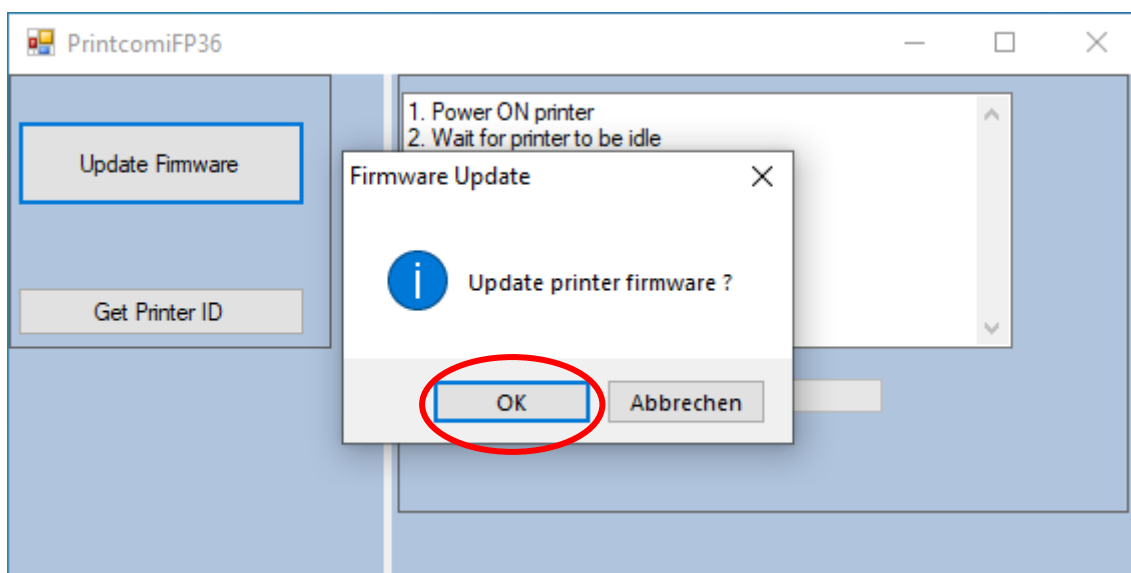 PrintcomiFP36
Update Firmware
Get Printer ID
1. Power ON printer
2. Wait for printer to be idle
Firmware Update
Update printer firmware ?
OK
Abbrechen